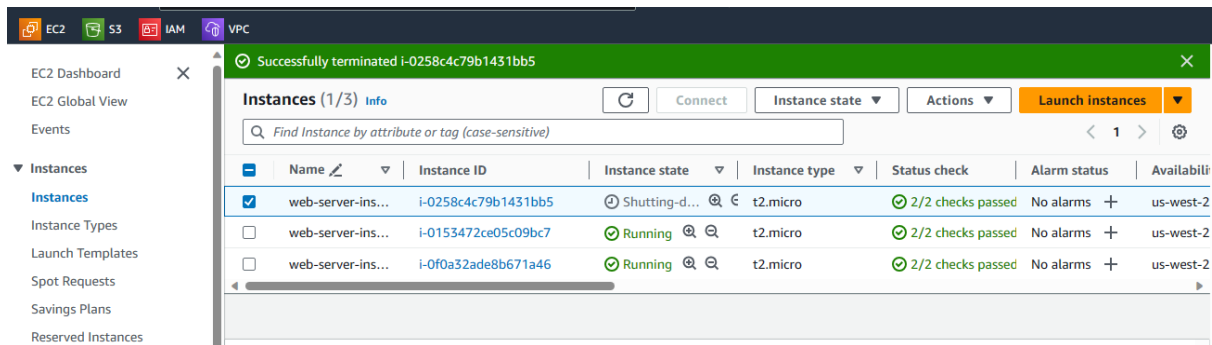 EC2 S3 IAM VPC
Successfully terminated i-0258c4c79b1431bb5
EC2 Dashboard
EC2 Global View
Events
Instances
Instances
Instance Types
Launch Templates
Spot Requests
Savings Plans
Reserved Instances
Instances (1/3) Info Connect Instance state Actions Launch instances
Find Instance by attribute or tag (case-sensitive) 1
Name Instance ID Instance state Instance type Status check Alarm status Availabili
web-server-ins... i-0258c4c79b1431bb5 Shutting-d... t2.micro 2/2 checks passed No alarms us-west-2
web-server-ins... i-0153472ce05c09bc7 Running t2.micro 2/2 checks passed No alarms us-west-2
web-server-ins... i-0f0a32ade8b671a46 Running t2.micro 2/2 checks passed No alarms us-west-2